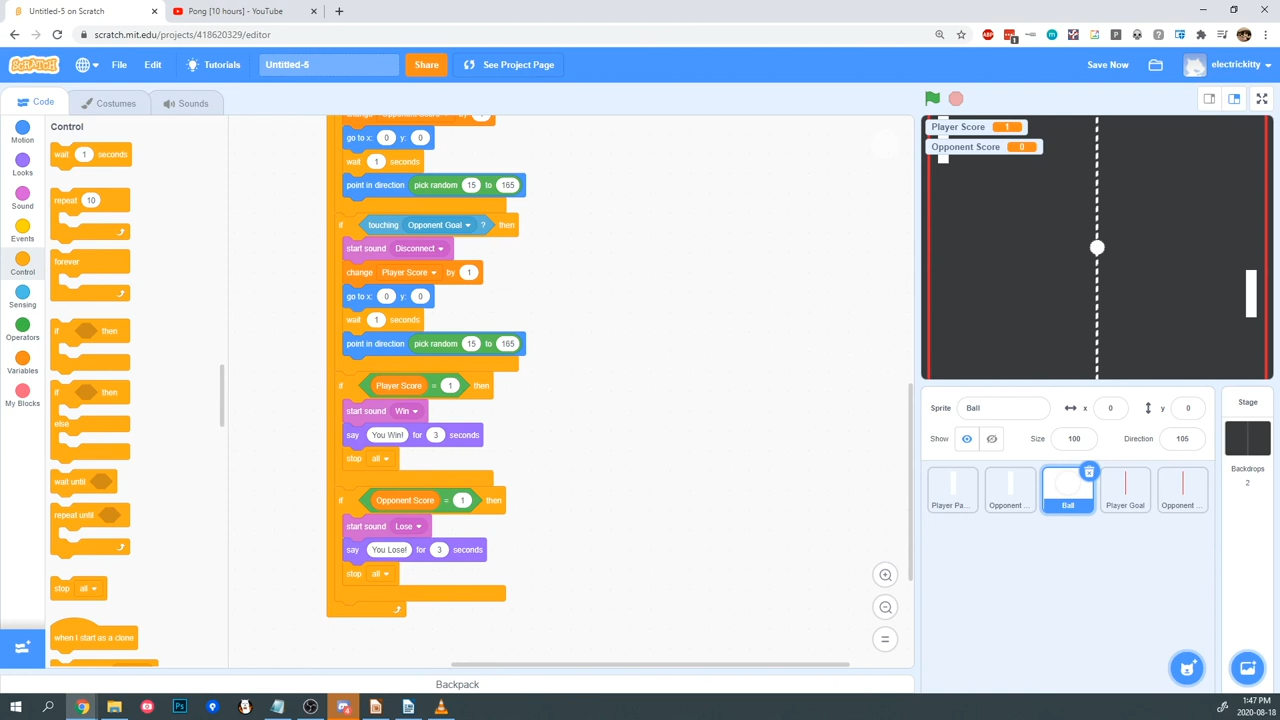 Untitled-5 on Scratch
Pong [10 hours] - YouTube
scratch.mit.edu/projects/418620329/editor
ABP
1
SCRATCH
File
Edit
Tutorials
Untitled-5
Share
See Project Page
Save Now
electrickitty
Code
Costumes
Sounds
Motion
Looks
Sound
Events
Control
Sensing
Operators
Variables
My Blocks
Control
wait 1 seconds
repeat 10
forever
if then
if then
else
wait until
repeat until
stop all
when I start as a clone
go to x: 0 y: 0
wait 1 seconds
point in direction pick random 15 to 165
if touching Opponent Goal ? then
start sound Disconnect
change Player Score by 1
go to x: 0 y: 0
wait 1 seconds
point in direction pick random 15 to 165
if Player Score = 1 then
start sound Win
say You Win! for 3 seconds
stop all
if Opponent Score = 1 then
start sound Lose
say You Lose! for 3 seconds
stop all
Player Score 1
Opponent Score 0
Sprite Ball x 0 y 0
Show Size 100 Direction 105
Player Pa...
Opponent ...
Ball
Player Goal
Opponent ...
Stage
Backdrops
2
Backpack
1:47 PM
2020-08-18